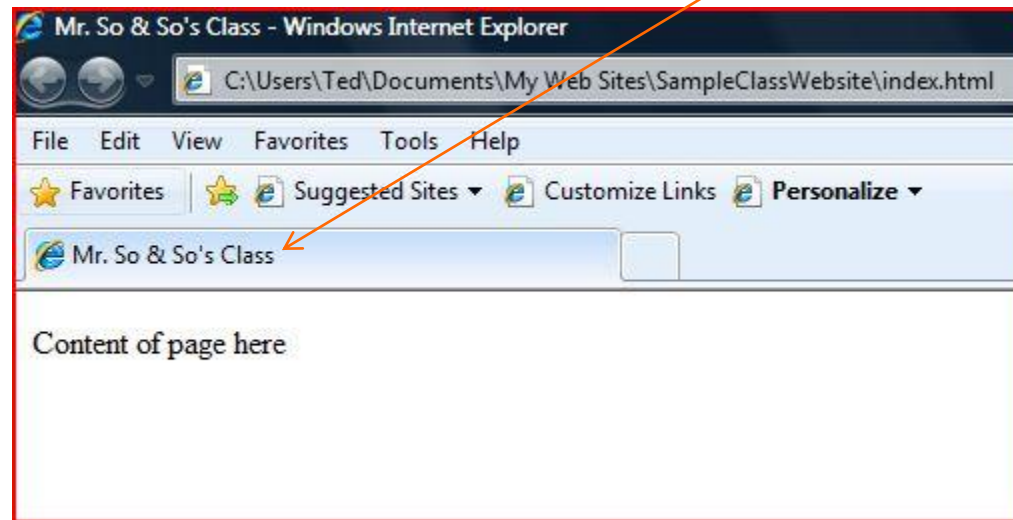 Mr. So & So's Class - Windows Internet Explorer
C:\Users\Ted\Documents\My Web Sites\SampleClassWebsite\index.html
File Edit View Favorites Tools Help
Favorites Suggested Sites Customize Links Personalize
Mr. So & So's Class
Content of page here